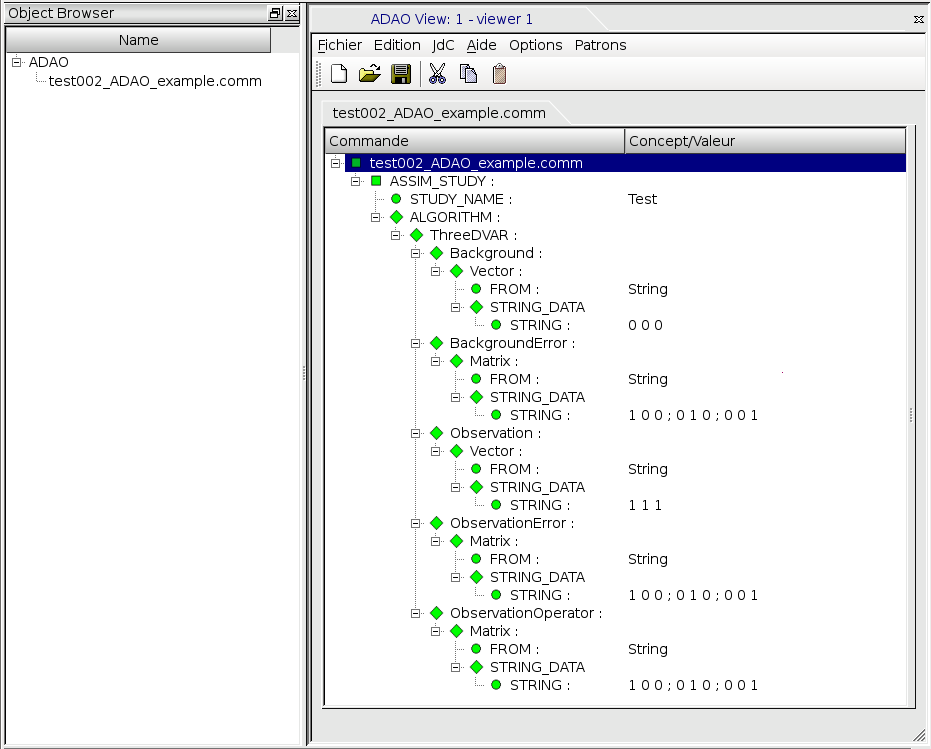 Object Browser
Name
ADAO
test002_ADAO_example.comm
ADAO View: 1 - viewer 1
Fichier Edition JdC Aide Options Patrons
test002_ADAO_example.comm
Commande Concept/Valeur
test002_ADAO_example.comm
ASSIM_STUDY :
STUDY_NAME : Test
ALGORITHM :
ThreeDVAR :
Background :
Vector :
FROM : String
STRING_DATA
STRING : 0 0 0
BackgroundError :
Matrix :
FROM : String
STRING_DATA
STRING : 1 0 0 ; 0 1 0 ; 0 0 1
Observation :
Vector :
FROM : String
STRING_DATA
STRING : 1 1 1
ObservationError :
Matrix :
FROM : String
STRING_DATA
STRING : 1 0 0 ; 0 1 0 ; 0 0 1
ObservationOperator :
Matrix :
FROM : String
STRING_DATA
STRING : 1 0 0 ; 0 1 0 ; 0 0 1